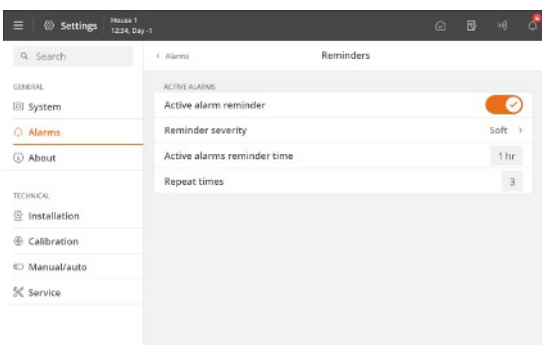 Settings
House 1
12:34, Day -1
Search
< Alarms
Reminders
GENERAL
System
Alarms
About
TECHNICAL
Installation
Calibration
Manual/auto
Service
ACTIVE ALARMS
Active alarm reminder
Reminder severity Soft >
Active alarms reminder time 1 hr
Repeat times 3